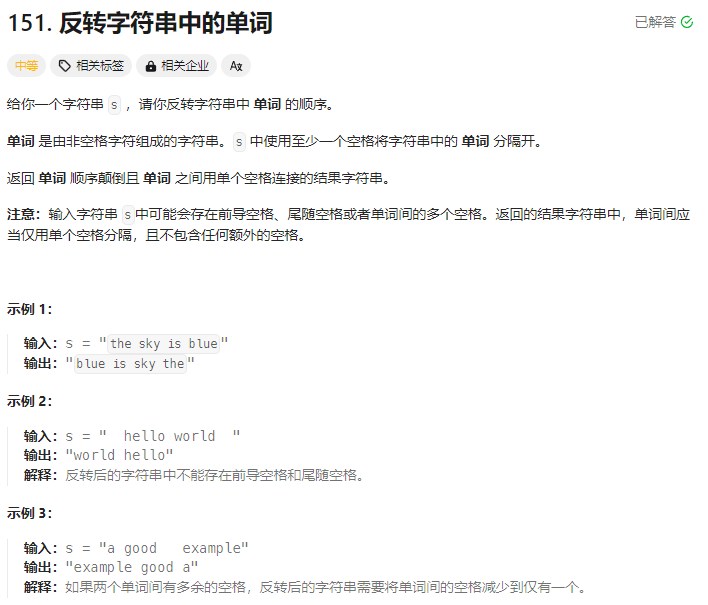 151. 反转字符串中的单词
已解答
中等 相关标签 相关企业 Ax
给你一个字符串 s ，请你反转字符串中 单词 的顺序。
单词 是由非空格字符组成的字符串。s 中使用至少一个空格将字符串中的 单词 分隔开。
返回 单词 顺序颠倒且 单词 之间用单个空格连接的结果字符串。
注意：输入字符串 s中可能会存在前导空格、尾随空格或者单词间的多个空格。返回的结果字符串中，单词间应
当仅用单个空格分隔，且不包含任何额外的空格。
示例 1：
输入：s = "the sky is blue"
输出："blue is sky the"
示例 2：
输入：s = "  hello world  "
输出："world hello"
解释：反转后的字符串中不能存在前导空格和尾随空格。
示例 3：
输入：s = "a good   example"
输出："example good a"
解释：如果两个单词间有多余的空格，反转后的字符串需要将单词间的空格减少到仅有一个。